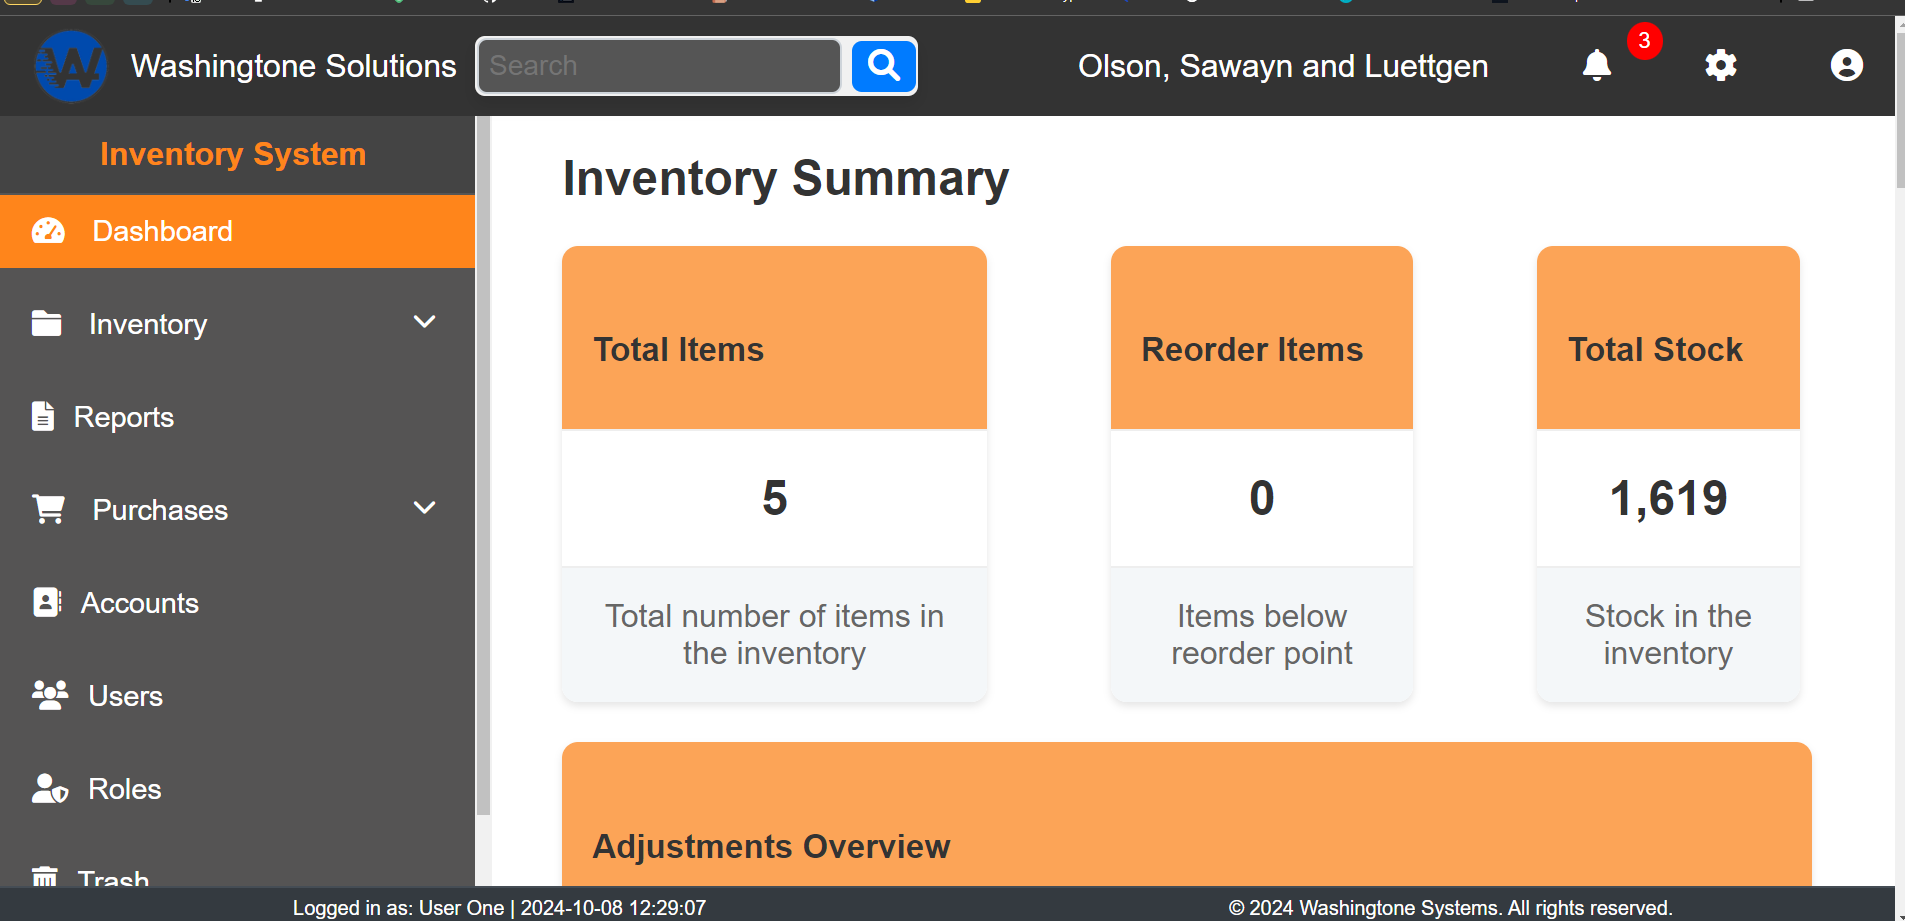 Washingtone Solutions
Search
Olson, Sawayn and Luettgen
3
Inventory System
Dashboard
Inventory
Reports
Purchases
Accounts
Users
Roles
Trash
Inventory Summary
Total Items
5
Total number of items in
the inventory
Reorder Items
0
Items below
reorder point
Total Stock
1,619
Stock in the
inventory
Adjustments Overview
Logged in as: User One | 2024-10-08 12:29:07
© 2024 Washingtone Systems. All rights reserved.